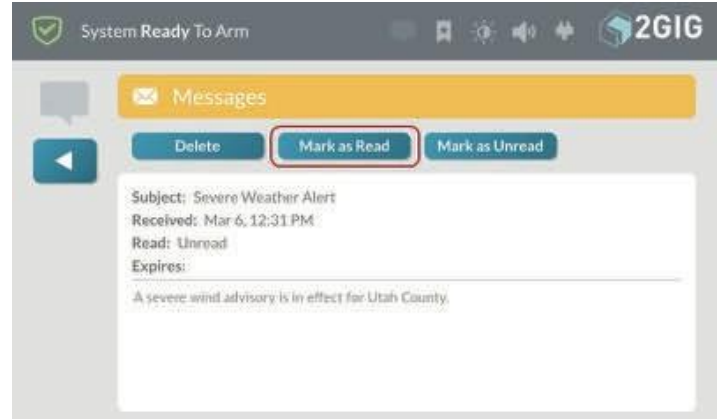 System Ready To Arm
2GIG
Messages
Delete Mark as Read Mark as Unread
Subject: Severe Weather Alert
Received: Mar 6, 12:31 PM
Read: Unread
Expires:
A severe wind advisory is in effect for Utah County.